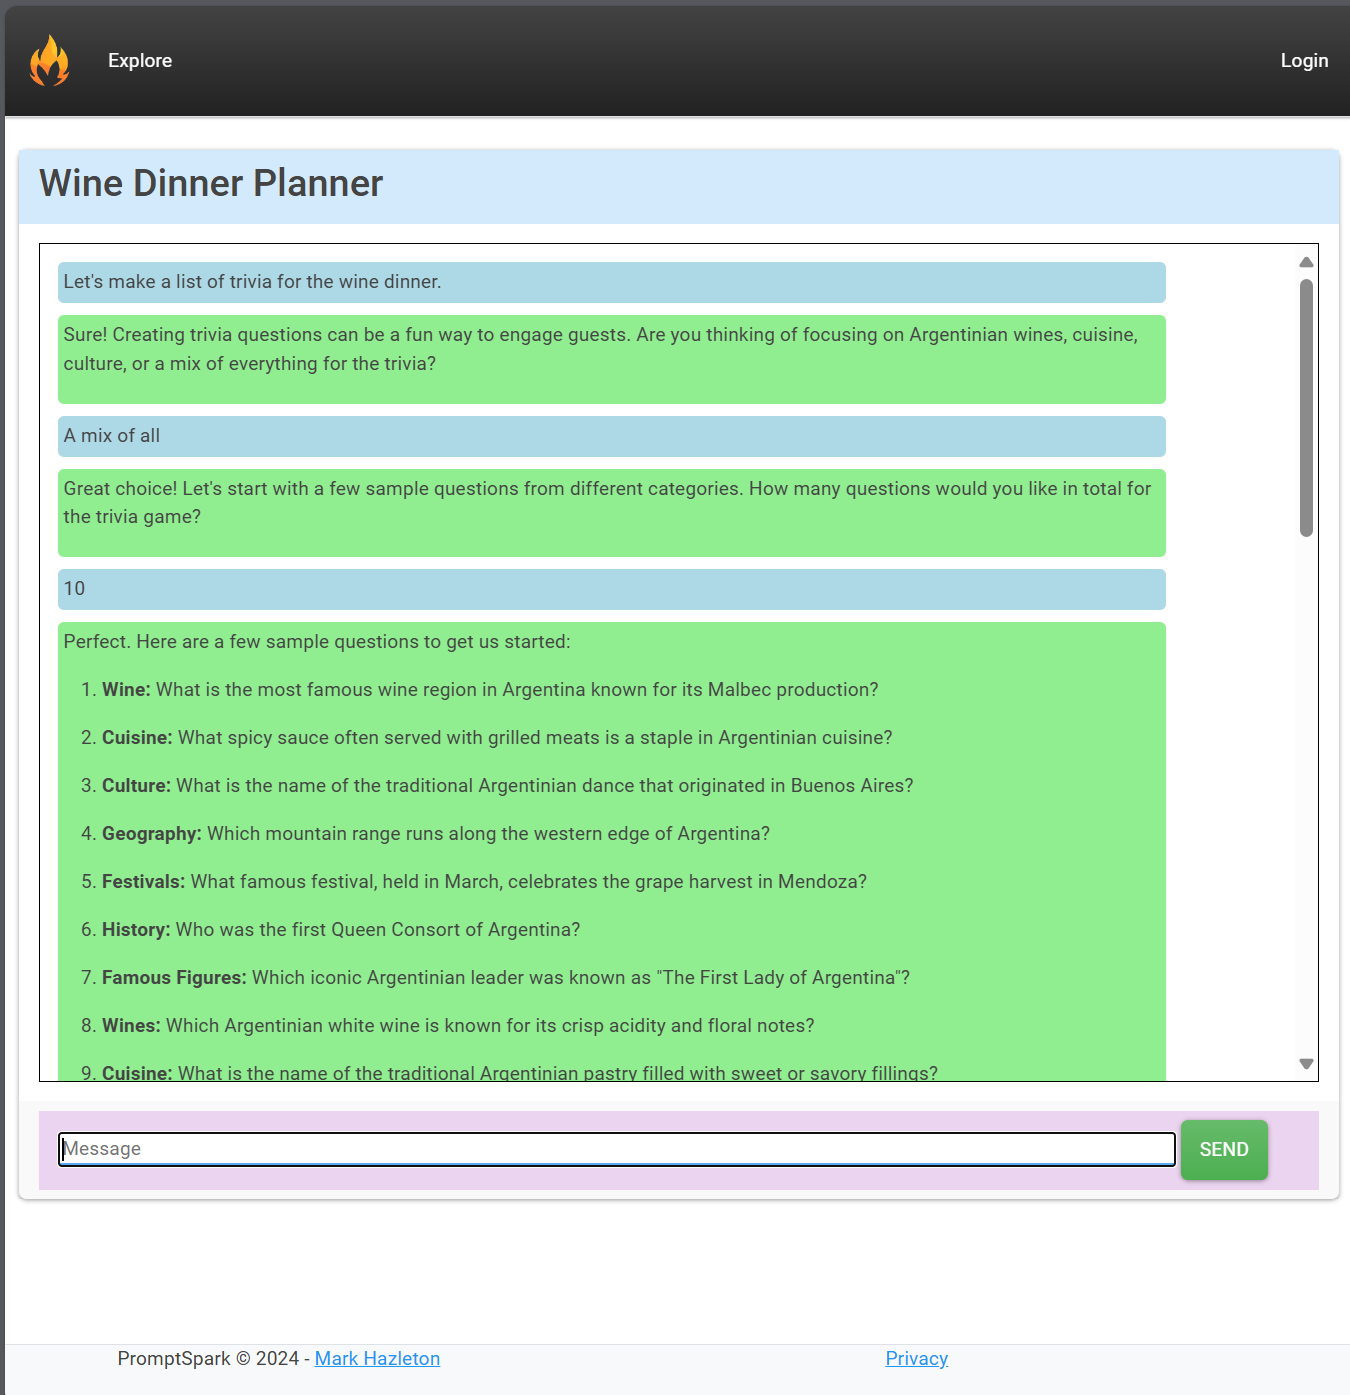 Explore
Login
Wine Dinner Planner
Let's make a list of trivia for the wine dinner.
Sure! Creating trivia questions can be a fun way to engage guests. Are you thinking of focusing on Argentinian wines, cuisine,
culture, or a mix of everything for the trivia?
A mix of all
Great choice! Let's start with a few sample questions from different categories. How many questions would you like in total for
the trivia game?
10
Perfect. Here are a few sample questions to get us started:
1. Wine: What is the most famous wine region in Argentina known for its Malbec production?
2. Cuisine: What spicy sauce often served with grilled meats is a staple in Argentinian cuisine?
3. Culture: What is the name of the traditional Argentinian dance that originated in Buenos Aires?
4. Geography: Which mountain range runs along the western edge of Argentina?
5. Festivals: What famous festival, held in March, celebrates the grape harvest in Mendoza?
6. History: Who was the first Queen Consort of Argentina?
7. Famous Figures: Which iconic Argentinian leader was known as "The First Lady of Argentina"?
8. Wines: Which Argentinian white wine is known for its crisp acidity and floral notes?
9. Cuisine: What is the name of the traditional Argentinian pastry filled with sweet or savory fillings?
Message
SEND
PromptSpark © 2024 - Mark Hazleton
Privacy